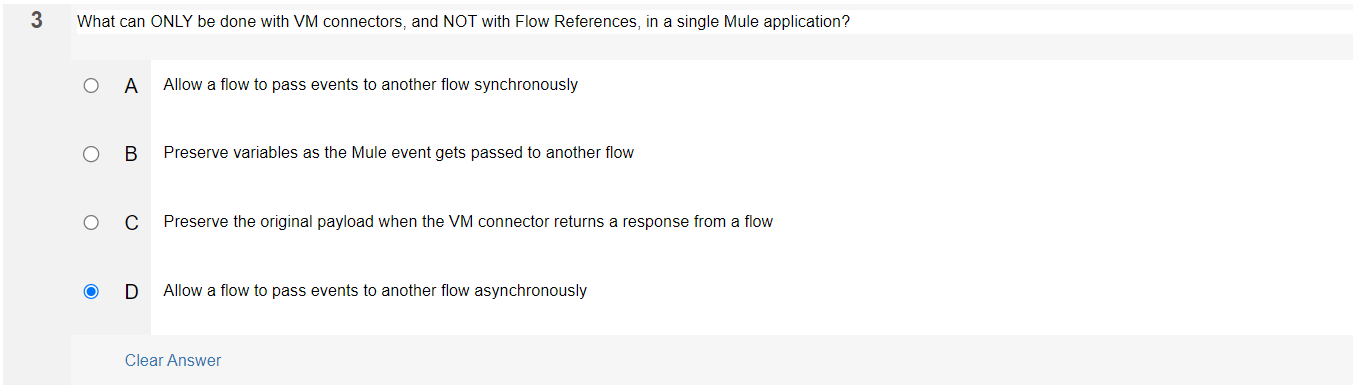 3 What can ONLY be done with VM connectors, and NOT with Flow References, in a single Mule application?
A Allow a flow to pass events to another flow synchronously
B Preserve variables as the Mule event gets passed to another flow
C Preserve the original payload when the VM connector returns a response from a flow
D Allow a flow to pass events to another flow asynchronously
Clear Answer